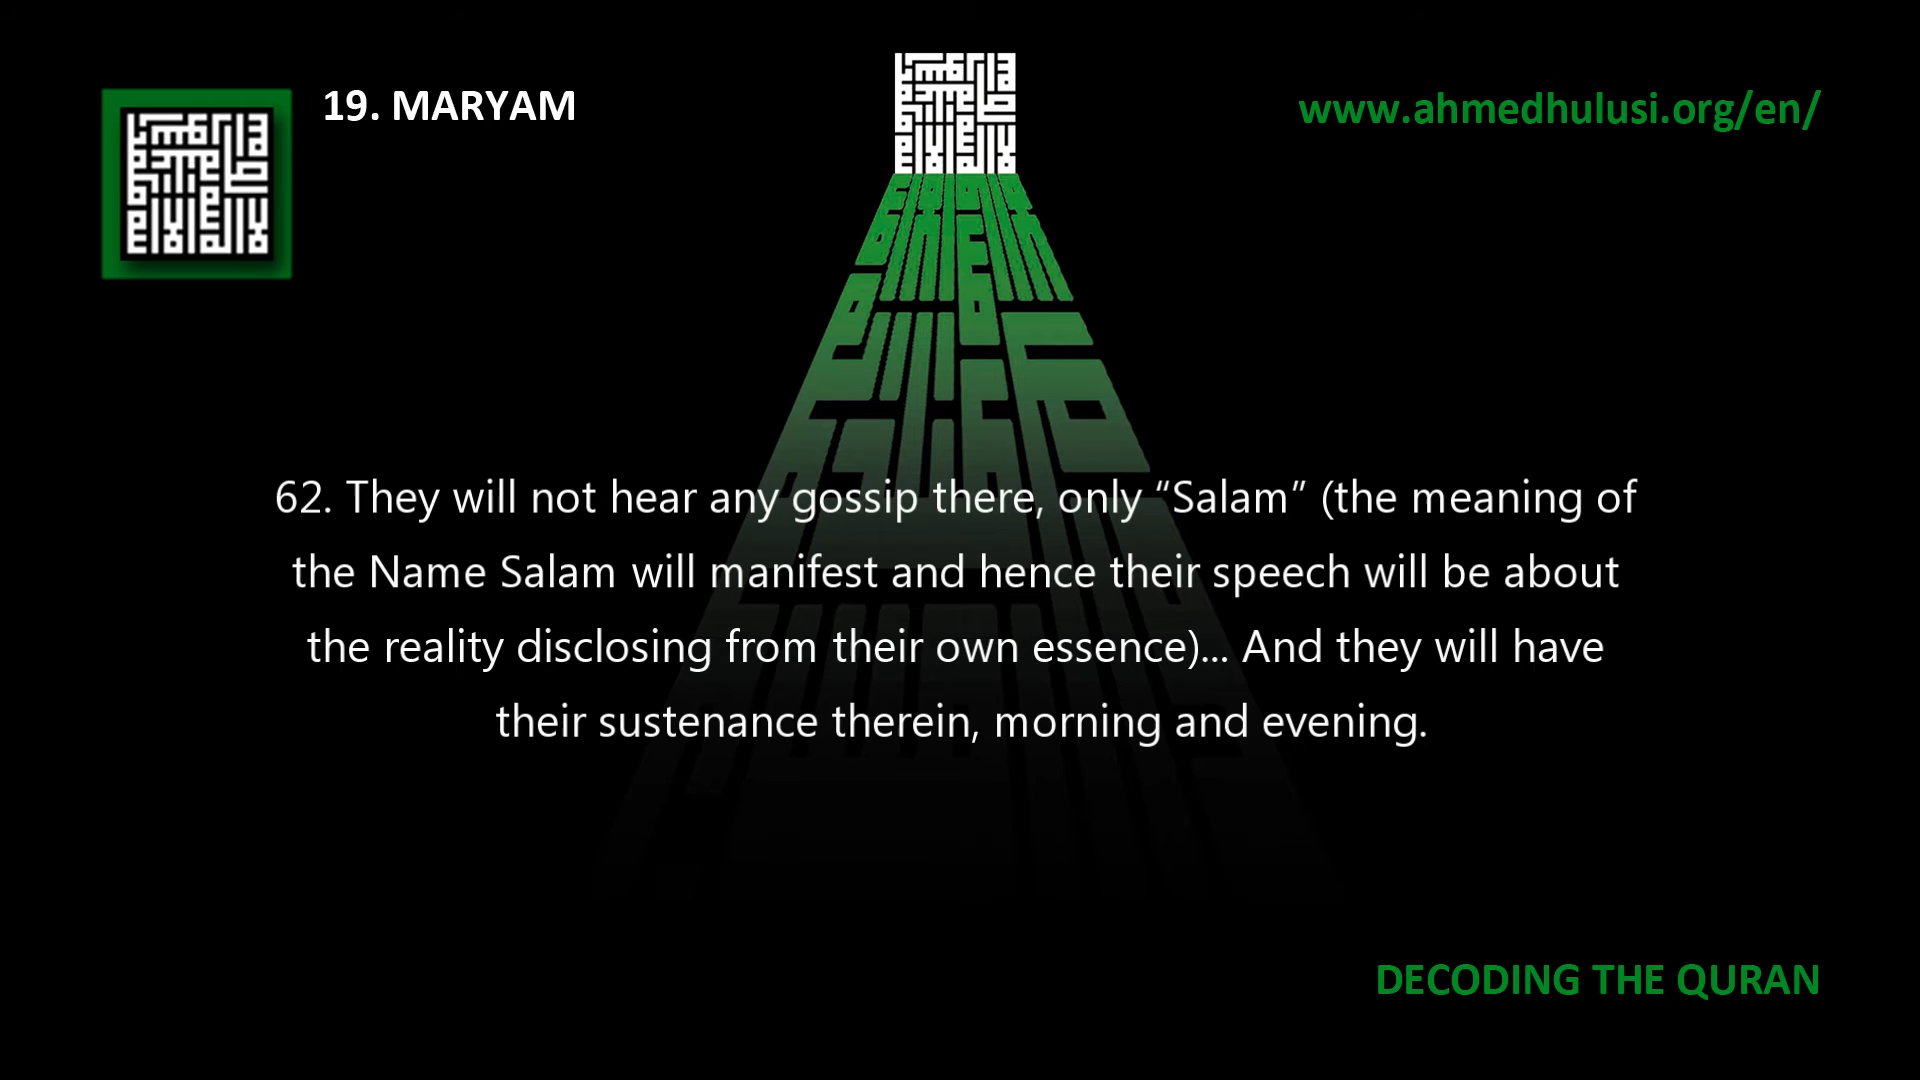 19. MARYAM
www.ahmedhulusi.org/en/
62. They will not hear any gossip there, only “Salam” (the meaning of
the Name Salam will manifest and hence their speech will be about
the reality disclosing from their own essence)... And they will have
their sustenance therein, morning and evening.
DECODING THE QURAN